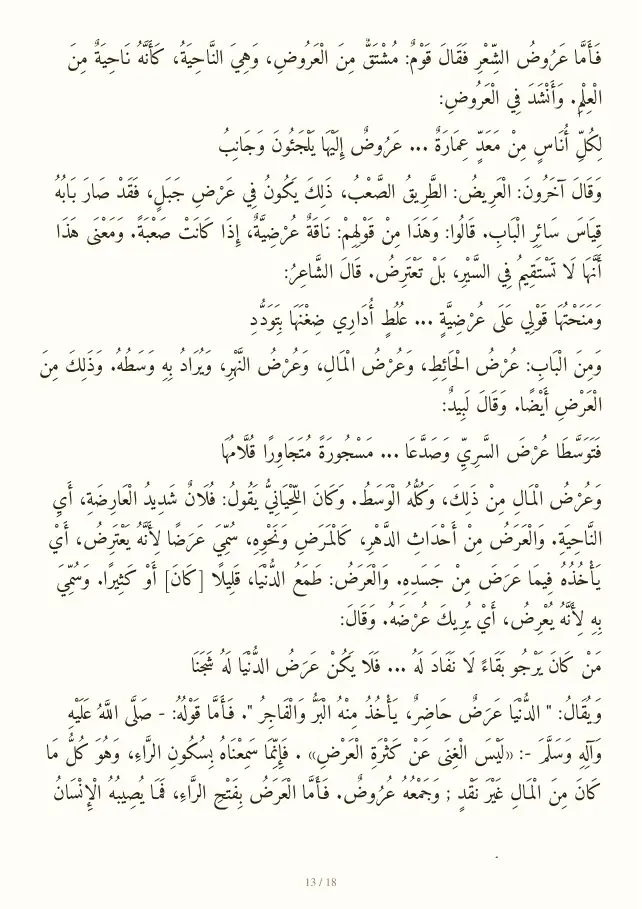 فَأَمَّا عَرُوضُ الشِّعْرِ فَقَالَ قَوْمٌ: مُشْتَقٌّ مِنَ الْعَرُوضِ، وَهِيَ النَّاحِيَةُ، كَأَنَّهُ نَاحِيَةٌ مِنَ
الْعِلْمِ. وَأَنْشَدَ فِي الْعَرُوضِ:
لِكُلِّ أُنَاسٍ مِنْ مَعَدٍّ عِمَارَةٌ ... عَرُوضٌ إِلَيْهَا يَلْجَئُونَ وَجَانِبُ
وَقَالَ آخَرُونَ: الْعَرِيضُ: الطَّرِيقُ الصَّعْبُ، ذَلِكَ يَكُونُ فِي عَرْضِ جَبَلٍ، فَقَدْ صَارَ بَابُهُ
قِيَاسَ سَائِرِ الْبَابِ. قَالُوا: وَهَذَا مِنْ قَوْلِهِمْ: نَاقَةٌ عُرْضِيَّةٌ، إِذَا كَانَتْ صَعْبَةً. وَمَعْنَى هَذَا
أَنَّهَا لَا تَسْتَقِيمُ فِي السَّيْرِ، بَلْ تَعْتَرِضُ. قَالَ الشَّاعِرُ:
وَمَنَحْتُهَا قَوْلِي عَلَى عُرْضِيَّةٍ ... عُلُطٍ أُدَارِي ضِغْنَهَا بِتَوَدُّدِ
وَمِنَ الْبَابِ: عُرْضُ الْحَائِطِ، وَعُرْضُ الْمَالِ، وَعُرْضُ النَّهْرِ، وَيُرَادُ بِهِ وَسَطُهُ. وَذَلِكَ مِنَ
الْعَرْضِ أَيْضًا. وَقَالَ لَبِيدٌ:
فَتَوَسَّطَا عُرْضَ السَّرِيِّ وَصَدَّعَا ... مَسْجُورَةً مُتَجَاوِرًا قُلَّامُهَا
وَعُرْضُ الْمَالِ مِنْ ذَلِكَ، وَكُلُّهُ الْوَسَطُ. وَكَانَ اللِّحْيَانِيُّ يَقُولُ: فُلَانٌ شَدِيدُ الْعَارِضَةِ، أَيِ
النَّاحِيَةِ. وَالْعَرَضُ مِنْ أَحْدَاثِ الدَّهْرِ، كَالْمَرَضِ وَنَحْوِهِ، سُمِّيَ عَرَضًا لِأَنَّهُ يَعْتَرِضُ، أَيْ
يَأْخُذُهُ فِيمَا عَرَضَ مِنْ جَسَدِهِ. وَالْعَرَضُ: طَمَعُ الدُّنْيَا، قَلِيلًا [كَانَ] أَوْ كَثِيرًا. وَسُمِّيَ
بِهِ لِأَنَّهُ يُعْرِضُ، أَيْ يُرِيكَ عُرْضَهُ. وَقَالَ:
مَنْ كَانَ يَرْجُو بَقَاءً لَا نَفَادَ لَهُ ... فَلَا يَكُنْ عَرَضُ الدُّنْيَا لَهُ شَجَنَا
وَيُقَالُ: " الدُّنْيَا عَرَضٌ حَاضِرٌ، يَأْخُذُ مِنْهُ الْبَرُّ وَالْفَاجِرُ ". فَأَمَّا قَوْلُهُ: - صَلَّى اللَّهُ عَلَيْهِ
وَآلِهِ وَسَلَّمَ -: «لَيْسَ الْغِنَى عَنْ كَثْرَةِ الْعَرْضِ» . فَإِنَّمَا سَمِعْنَاهُ بِسُكُونِ الرَّاءِ، وَهُوَ كُلُّ مَا
كَانَ مِنَ الْمَالِ غَيْرَ نَقْدٍ ; وَجَمْعُهُ عُرُوضٌ. فَأَمَّا الْعَرَضُ بِفَتْحِ الرَّاءِ، فَمَا يُصِيبُهُ الْإِنْسَانُ
13 / 18